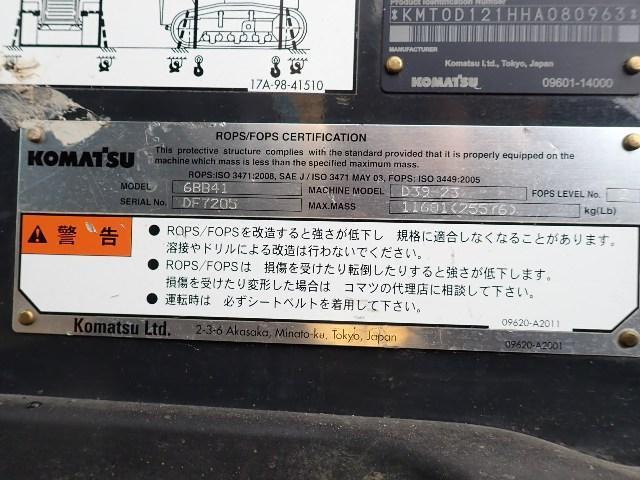 17A-98-41510
Product Identification Number
*KMT0D121HHA080963*
MANUFACTURER
Komatsu Ltd., Tokyo, Japan
KOMATSU 09601-14000
ROPS/FOPS CERTIFICATION
KOMATSU
This protective structure complies with the standard provided that it is properly equipped on the
machine which mass is less than the specified maximum mass.
ROPS:ISO 3471:2008, SAE J / ISO 3471 MAY 03, FOPS: ISO 3449:2005
MODEL 6BB41 MACHINE MODEL D39 23 FOPS LEVEL No.
SERIAL No. DF7205 MAX.MASS 11601(25576) kg(Lb)
警告
● ROPS/FOPSを改造すると強さが低下し 規格に適合しなくなることがあります。
溶接やドリルによる改造は行わないでください。
● ROPS/FOPSは 損傷を受けたり転倒したりすると強さが低下します。
損傷を受けたり変形した場合は コマツの代理店に相談して下さい。
● 運転時は 必ずシートベルトを着用して下さい。
09620-A2011
Komatsu Ltd. 2-3-6 Akasaka, Minato-ku, Tokyo, Japan
09620-A2001